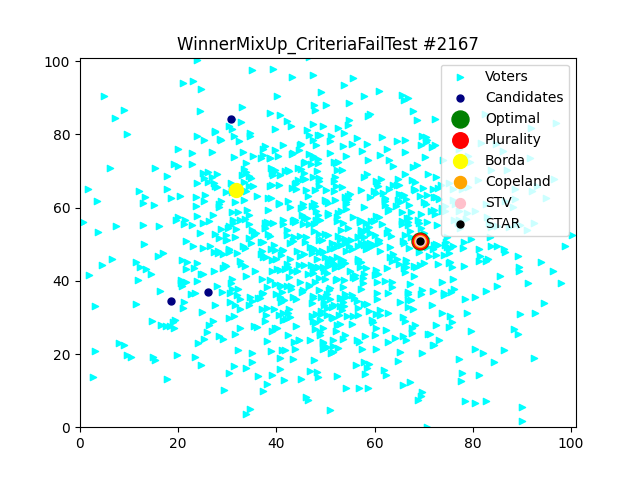 WinnerMixUp_CriteriaFailTest #2167
100
80
60
40
20
0
0 20 40 60 80 100
Voters
Candidates
Optimal
Plurality
Borda
Copeland
STV
STAR